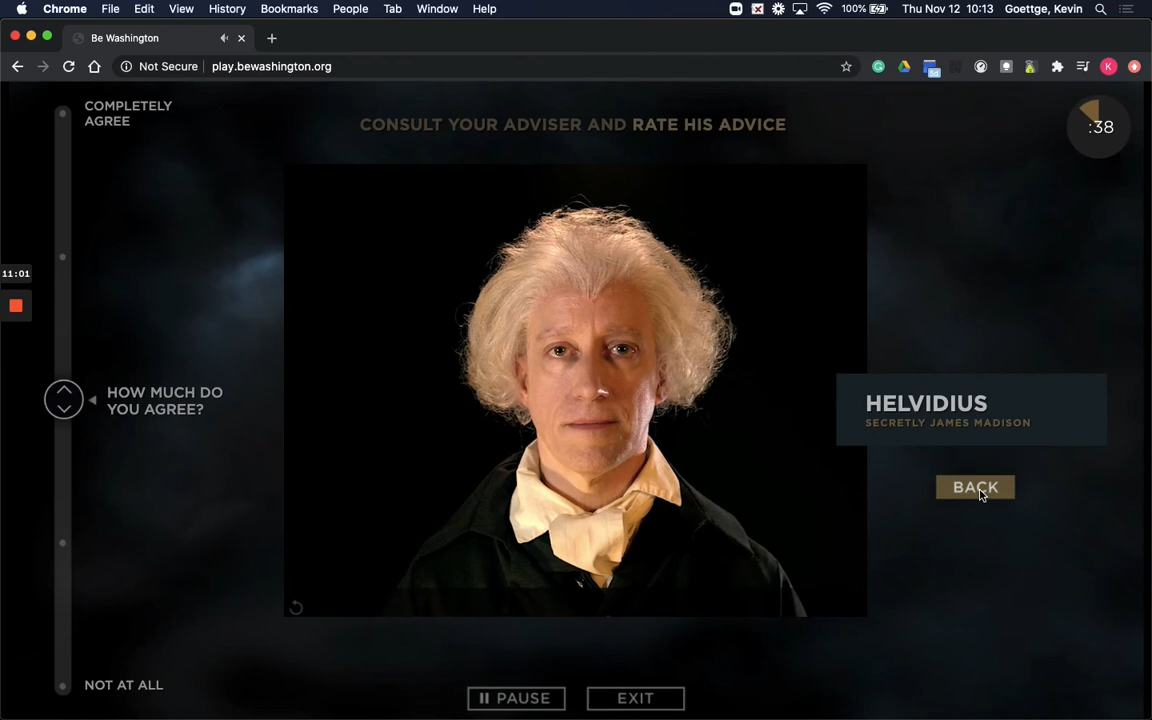 Chrome File Edit View History Bookmarks People Tab Window Help 100% Thu Nov 12 10:13 Goettge, Kevin
Be Washington
Not Secure play.bewashington.org
5d
K
COMPLETELY
AGREE
CONSULT YOUR ADVISER AND RATE HIS ADVICE
:38
11:01
HOW MUCH DO
YOU AGREE?
HELVIDIUS
SECRETLY JAMES MADISON
BACK
NOT AT ALL
PAUSE
EXIT